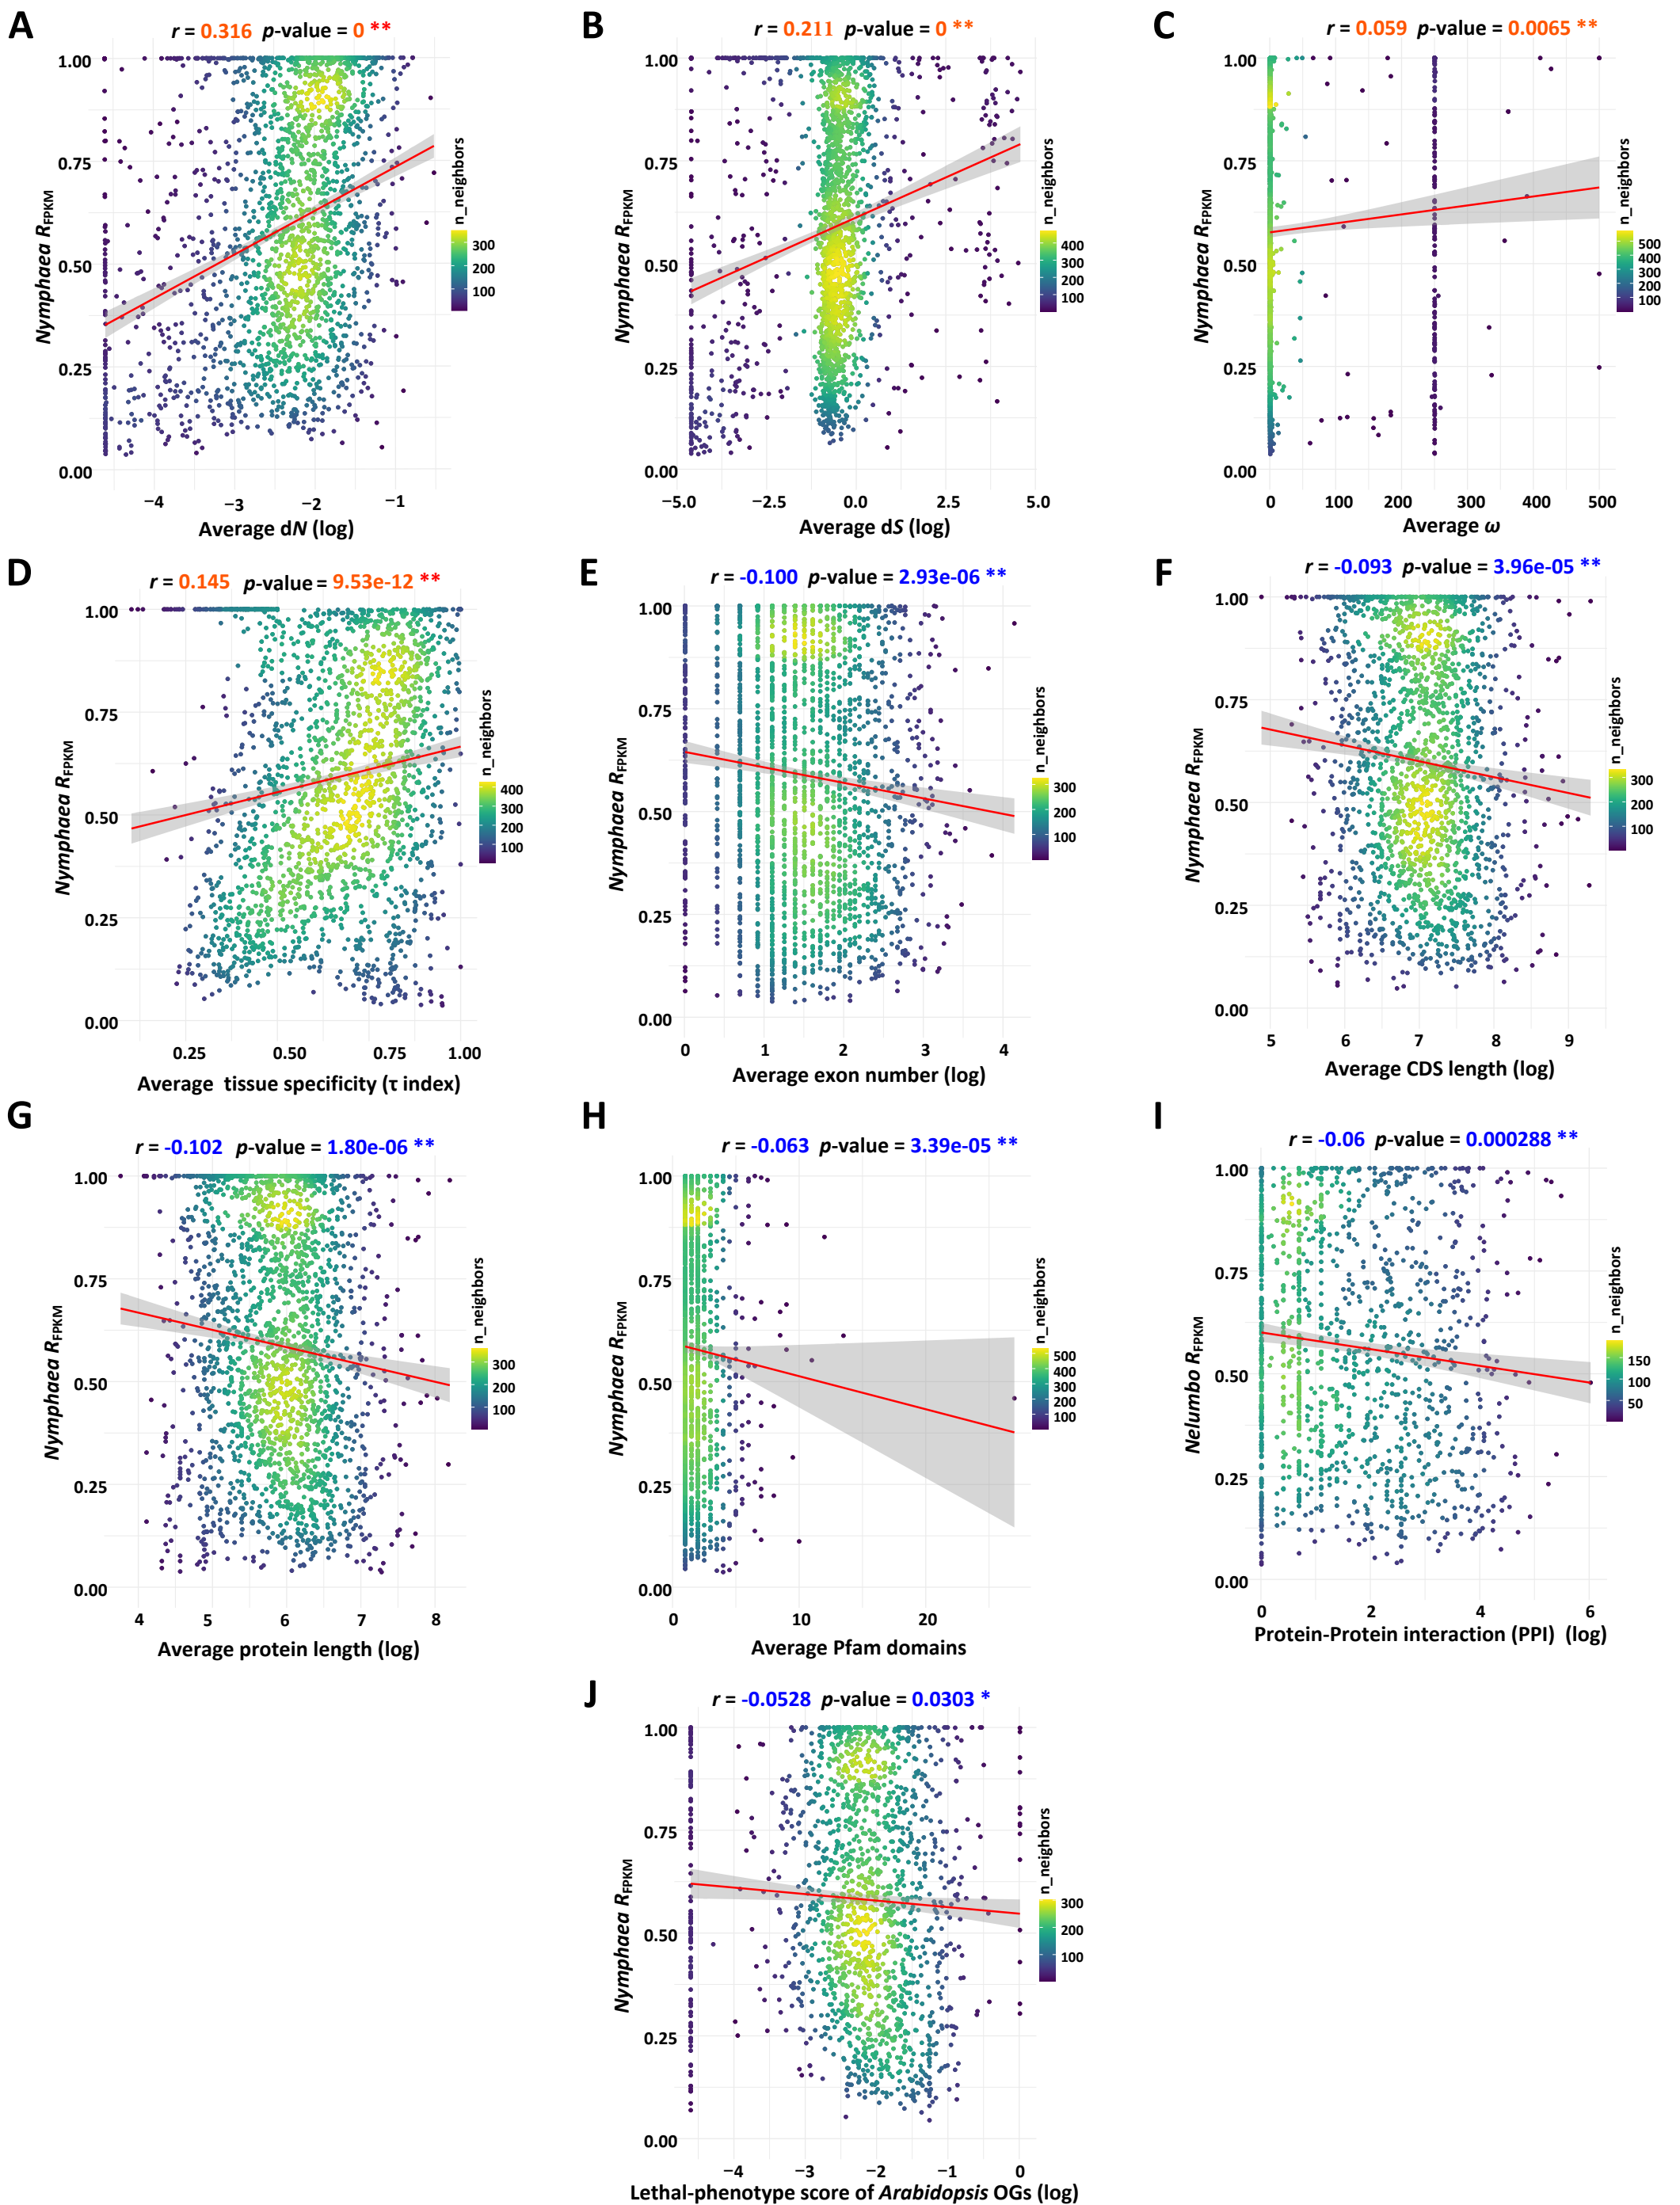 A
r = 0.316 p-value = 0 **
1.00
0.75
0.50
0.25
0.00
Nymphaea RFPKM
−4 −3 −2 −1
Average dN (log)
n_neighbors
300
200
100
B
r = 0.211 p-value = 0 **
1.00
0.75
0.50
0.25
0.00
Nymphaea RFPKM
−5.0 −2.5 0.0 2.5 5.0
Average dS (log)
n_neighbors
400
300
200
100
C
r = 0.059 p-value = 0.0065 **
1.00
0.75
0.50
0.25
0.00
Nymphaea RFPKM
0 100 200 300 400 500
Average ω
n_neighbors
500
400
300
200
100
D
r = 0.145 p-value = 9.53e-12 **
1.00
0.75
0.50
0.25
0.00
Nymphaea RFPKM
0.25 0.50 0.75 1.00
Average tissue specificity (τ index)
n_neighbors
400
300
200
100
E
r = -0.100 p-value = 2.93e-06 **
1.00
0.75
0.50
0.25
0.00
Nymphaea RFPKM
0 1 2 3 4
Average exon number (log)
n_neighbors
300
200
100
F
r = -0.093 p-value = 3.96e-05 **
1.00
0.75
0.50
0.25
0.00
Nymphaea RFPKM
5 6 7 8 9
Average CDS length (log)
n_neighbors
300
200
100
G
r = -0.102 p-value = 1.80e-06 **
1.00
0.75
0.50
0.25
0.00
Nymphaea RFPKM
4 5 6 7 8
Average protein length (log)
n_neighbors
300
200
100
H
r = -0.063 p-value = 3.39e-05 **
1.00
0.75
0.50
0.25
0.00
Nymphaea RFPKM
0 10 20
Average Pfam domains
n_neighbors
500
400
300
200
100
I
r = -0.06 p-value = 0.000288 **
1.00
0.75
0.50
0.25
0.00
Nelumbo RFPKM
0 2 4 6
Protein-Protein interaction (PPI) (log)
n_neighbors
150
100
50
J
r = -0.0528 p-value = 0.0303 *
1.00
0.75
0.50
0.25
0.00
Nymphaea RFPKM
−4 −3 −2 −1 0
Lethal-phenotype score of Arabidopsis OGs (log)
n_neighbors
300
200
100